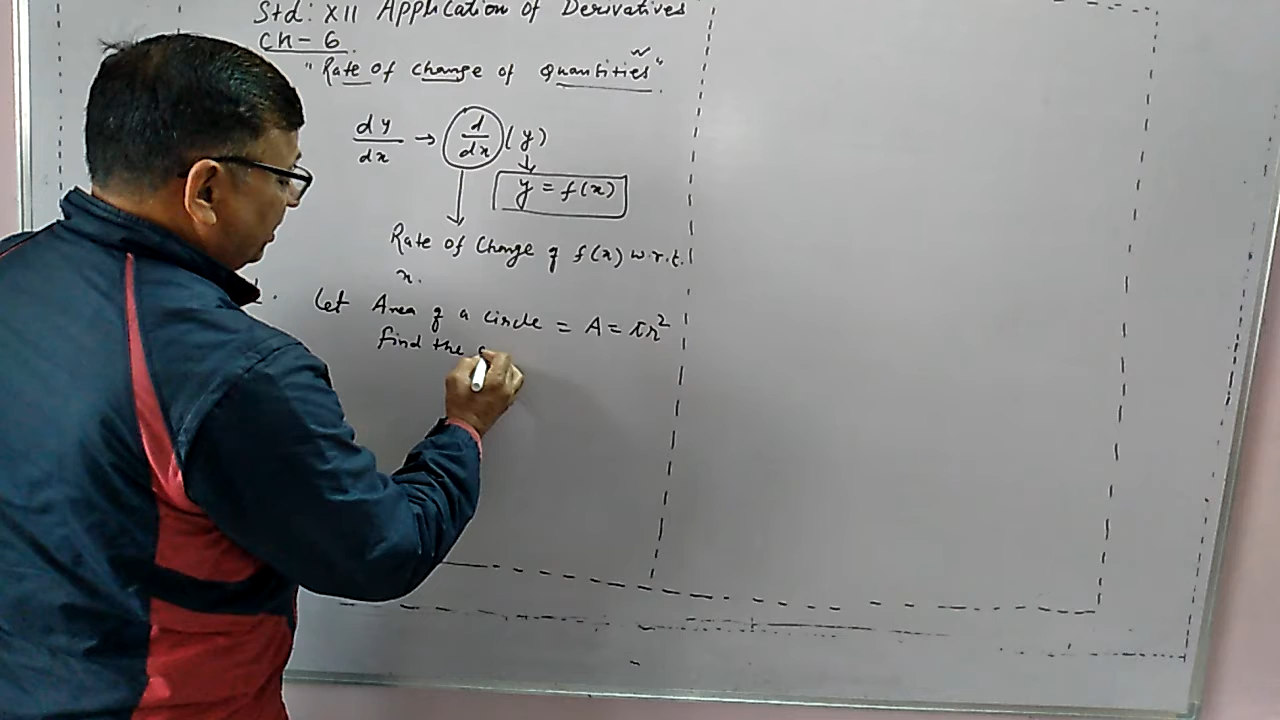 Std: XII Application of Derivatives
Ch-6
"Rate of Change of Quantities"
dy/dx → d/dx (y)
y = f(x)
Rate of Change of f(x) w.r.t.
x.
Let Area of a circle = A = πr²
find the